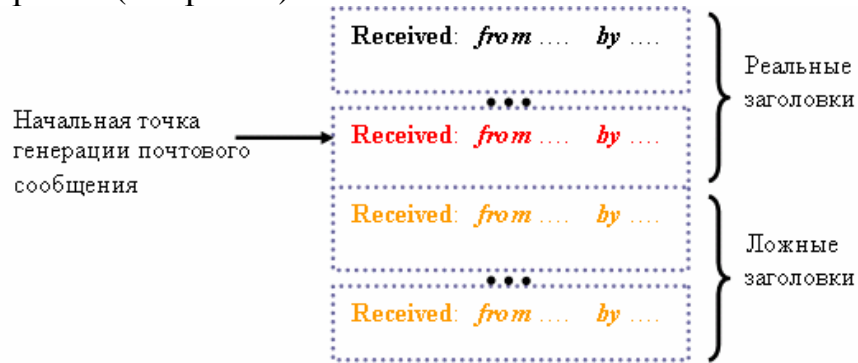 Received: from .... by ....
Реальные
заголовки
•••
Начальная точка
генерации почтового
сообщения
Received: from .... by ....
Received: from .... by ....
Ложные
заголовки
•••
Received: from .... by ....